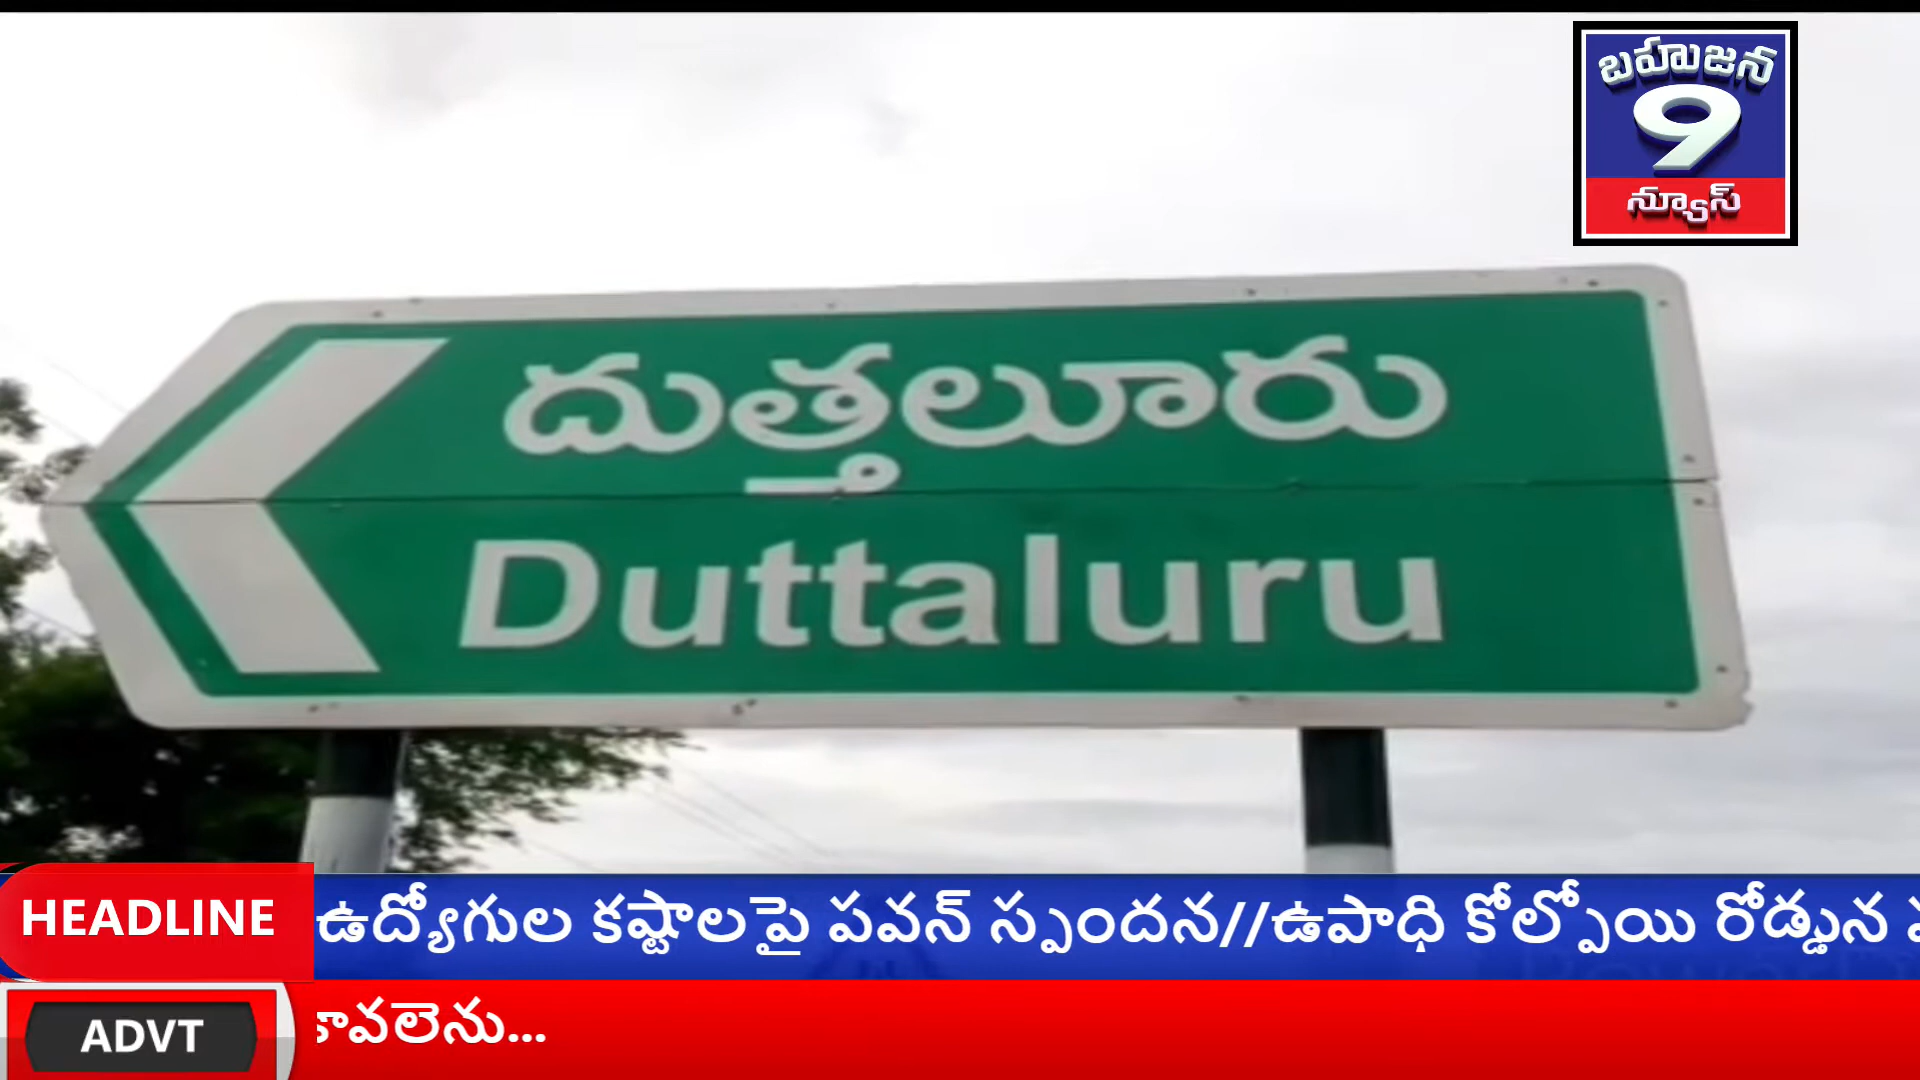 బహుజన
9
న్యూస్
దుత్తలూరు
Duttaluru
HEADLINE
ఉద్యోగుల కష్టాలపై పవన్ స్పందన//ఉపాధి కోల్పోయి రోడ్డున
ADVT
కావలెను...